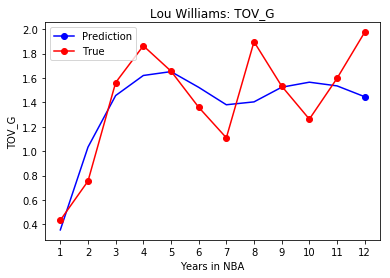 Lou Williams: TOV_G
Prediction
True
2.0
1.8
1.6
1.4
1.2
1.0
0.8
0.6
0.4
TOV_G
1 2 3 4 5 6 7 8 9 10 11 12
Years in NBA